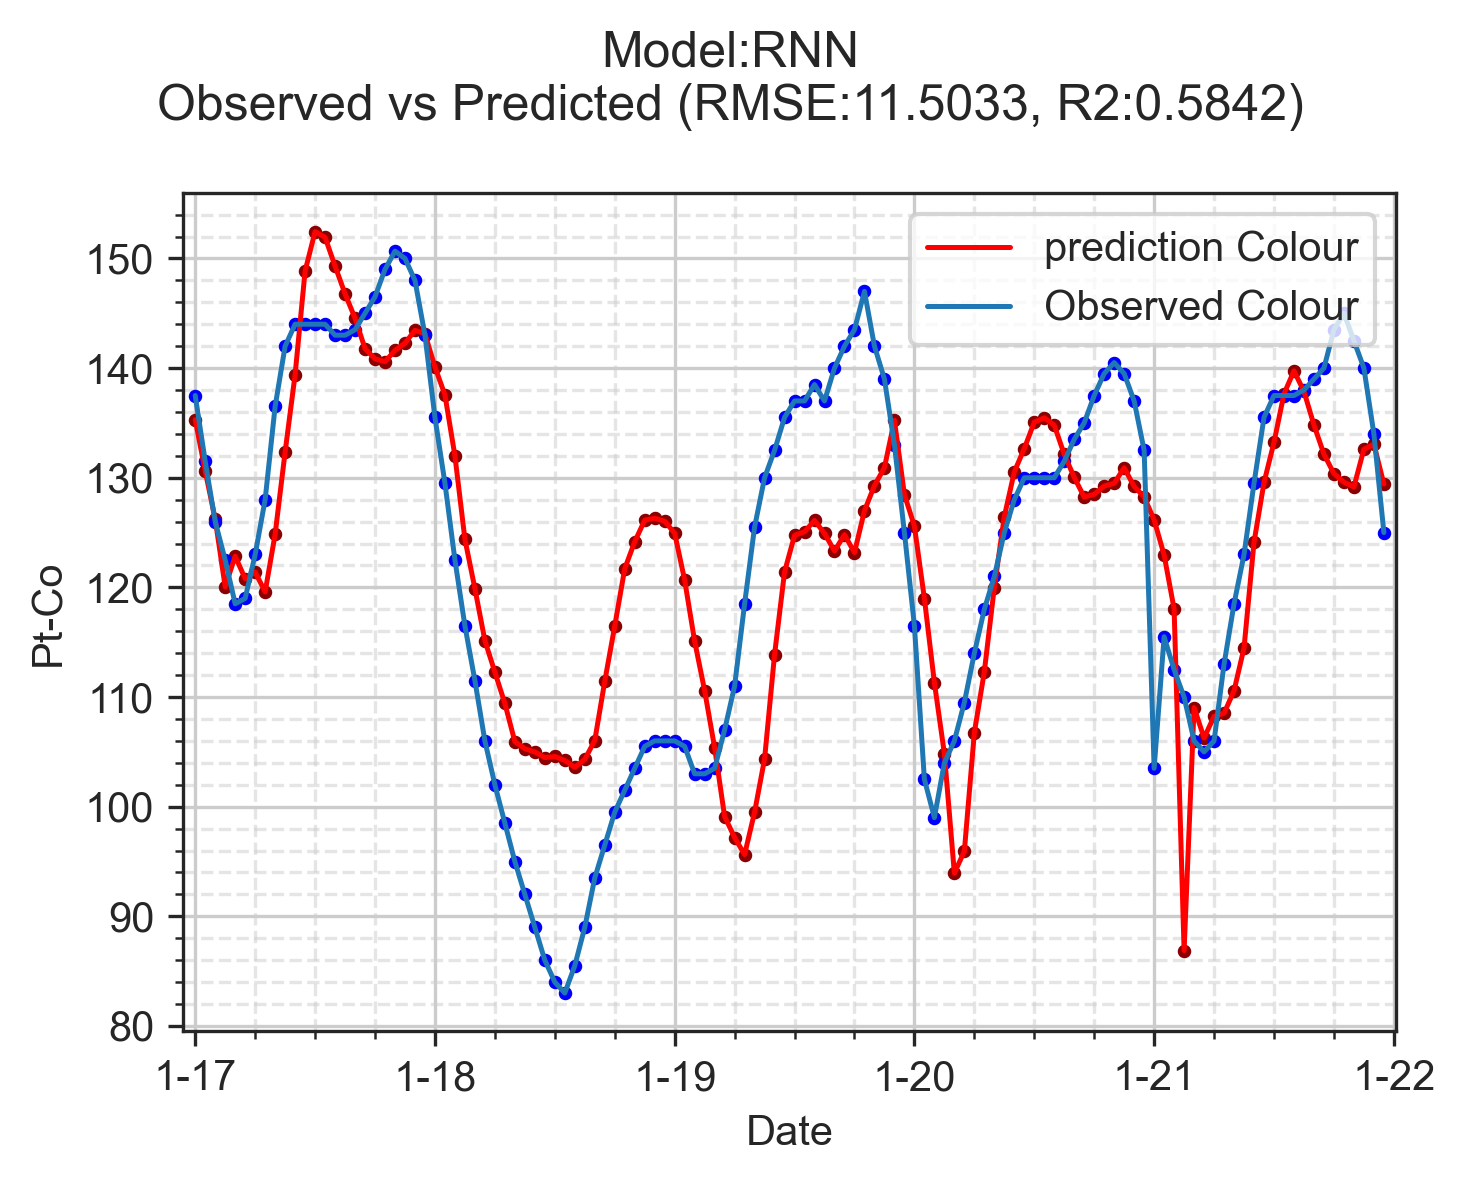 Model:RNN
Observed vs Predicted (RMSE:11.5033, R2:0.5842)
prediction Colour
Observed Colour
150
140
130
120
110
100
90
80
Pt-Co
1-17 1-18 1-19 1-20 1-21 1-22
Date